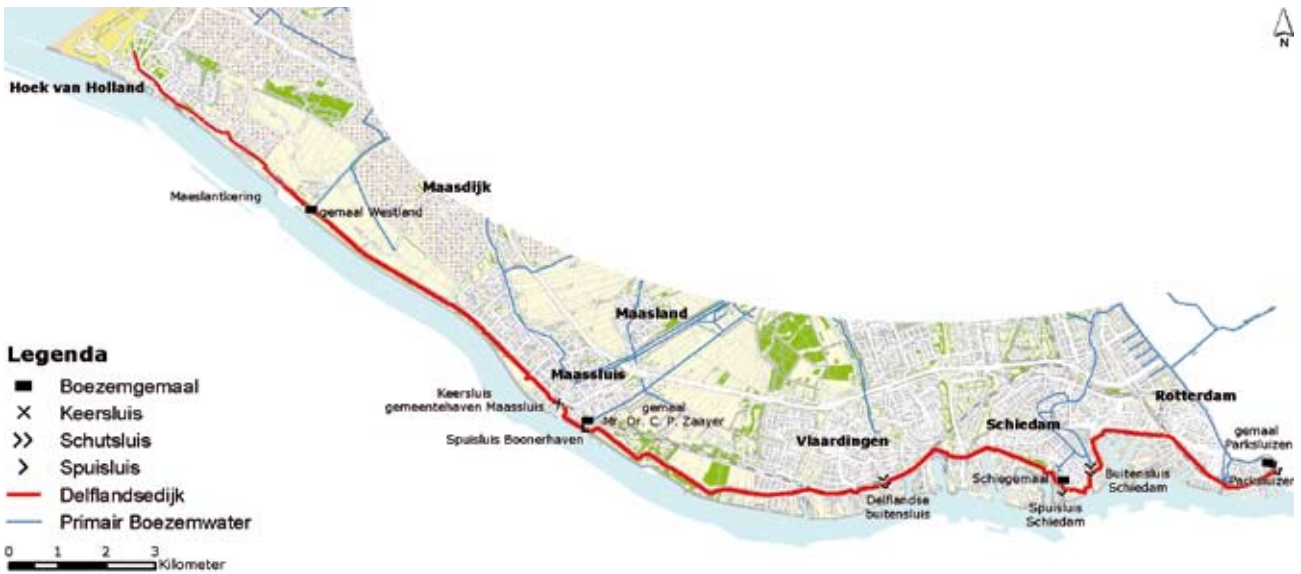 N
Hoek van Holland
Maeslantkering
gemaal Westland
Maasdijk
Maasland
Maassluis
Keersluis
gemeentehaven Maassluis
gemaal
Mr. Dr. C. P. Zaayer
Spuisluis Boonerhaven
Vlaardingen
Delflandse
buitensluis
Schiedam
Schiegemaal
Spuisluis
Schiedam
Buitensluis
Schiedam
Rotterdam
gemaal
Parksluizen
Parksluizen
Legenda
Boezemgemaal
Keersluis
Schutsluis
Spuisluis
Delflandsedijk
Primair Boezemwater
0 1 2 3
Kilometer